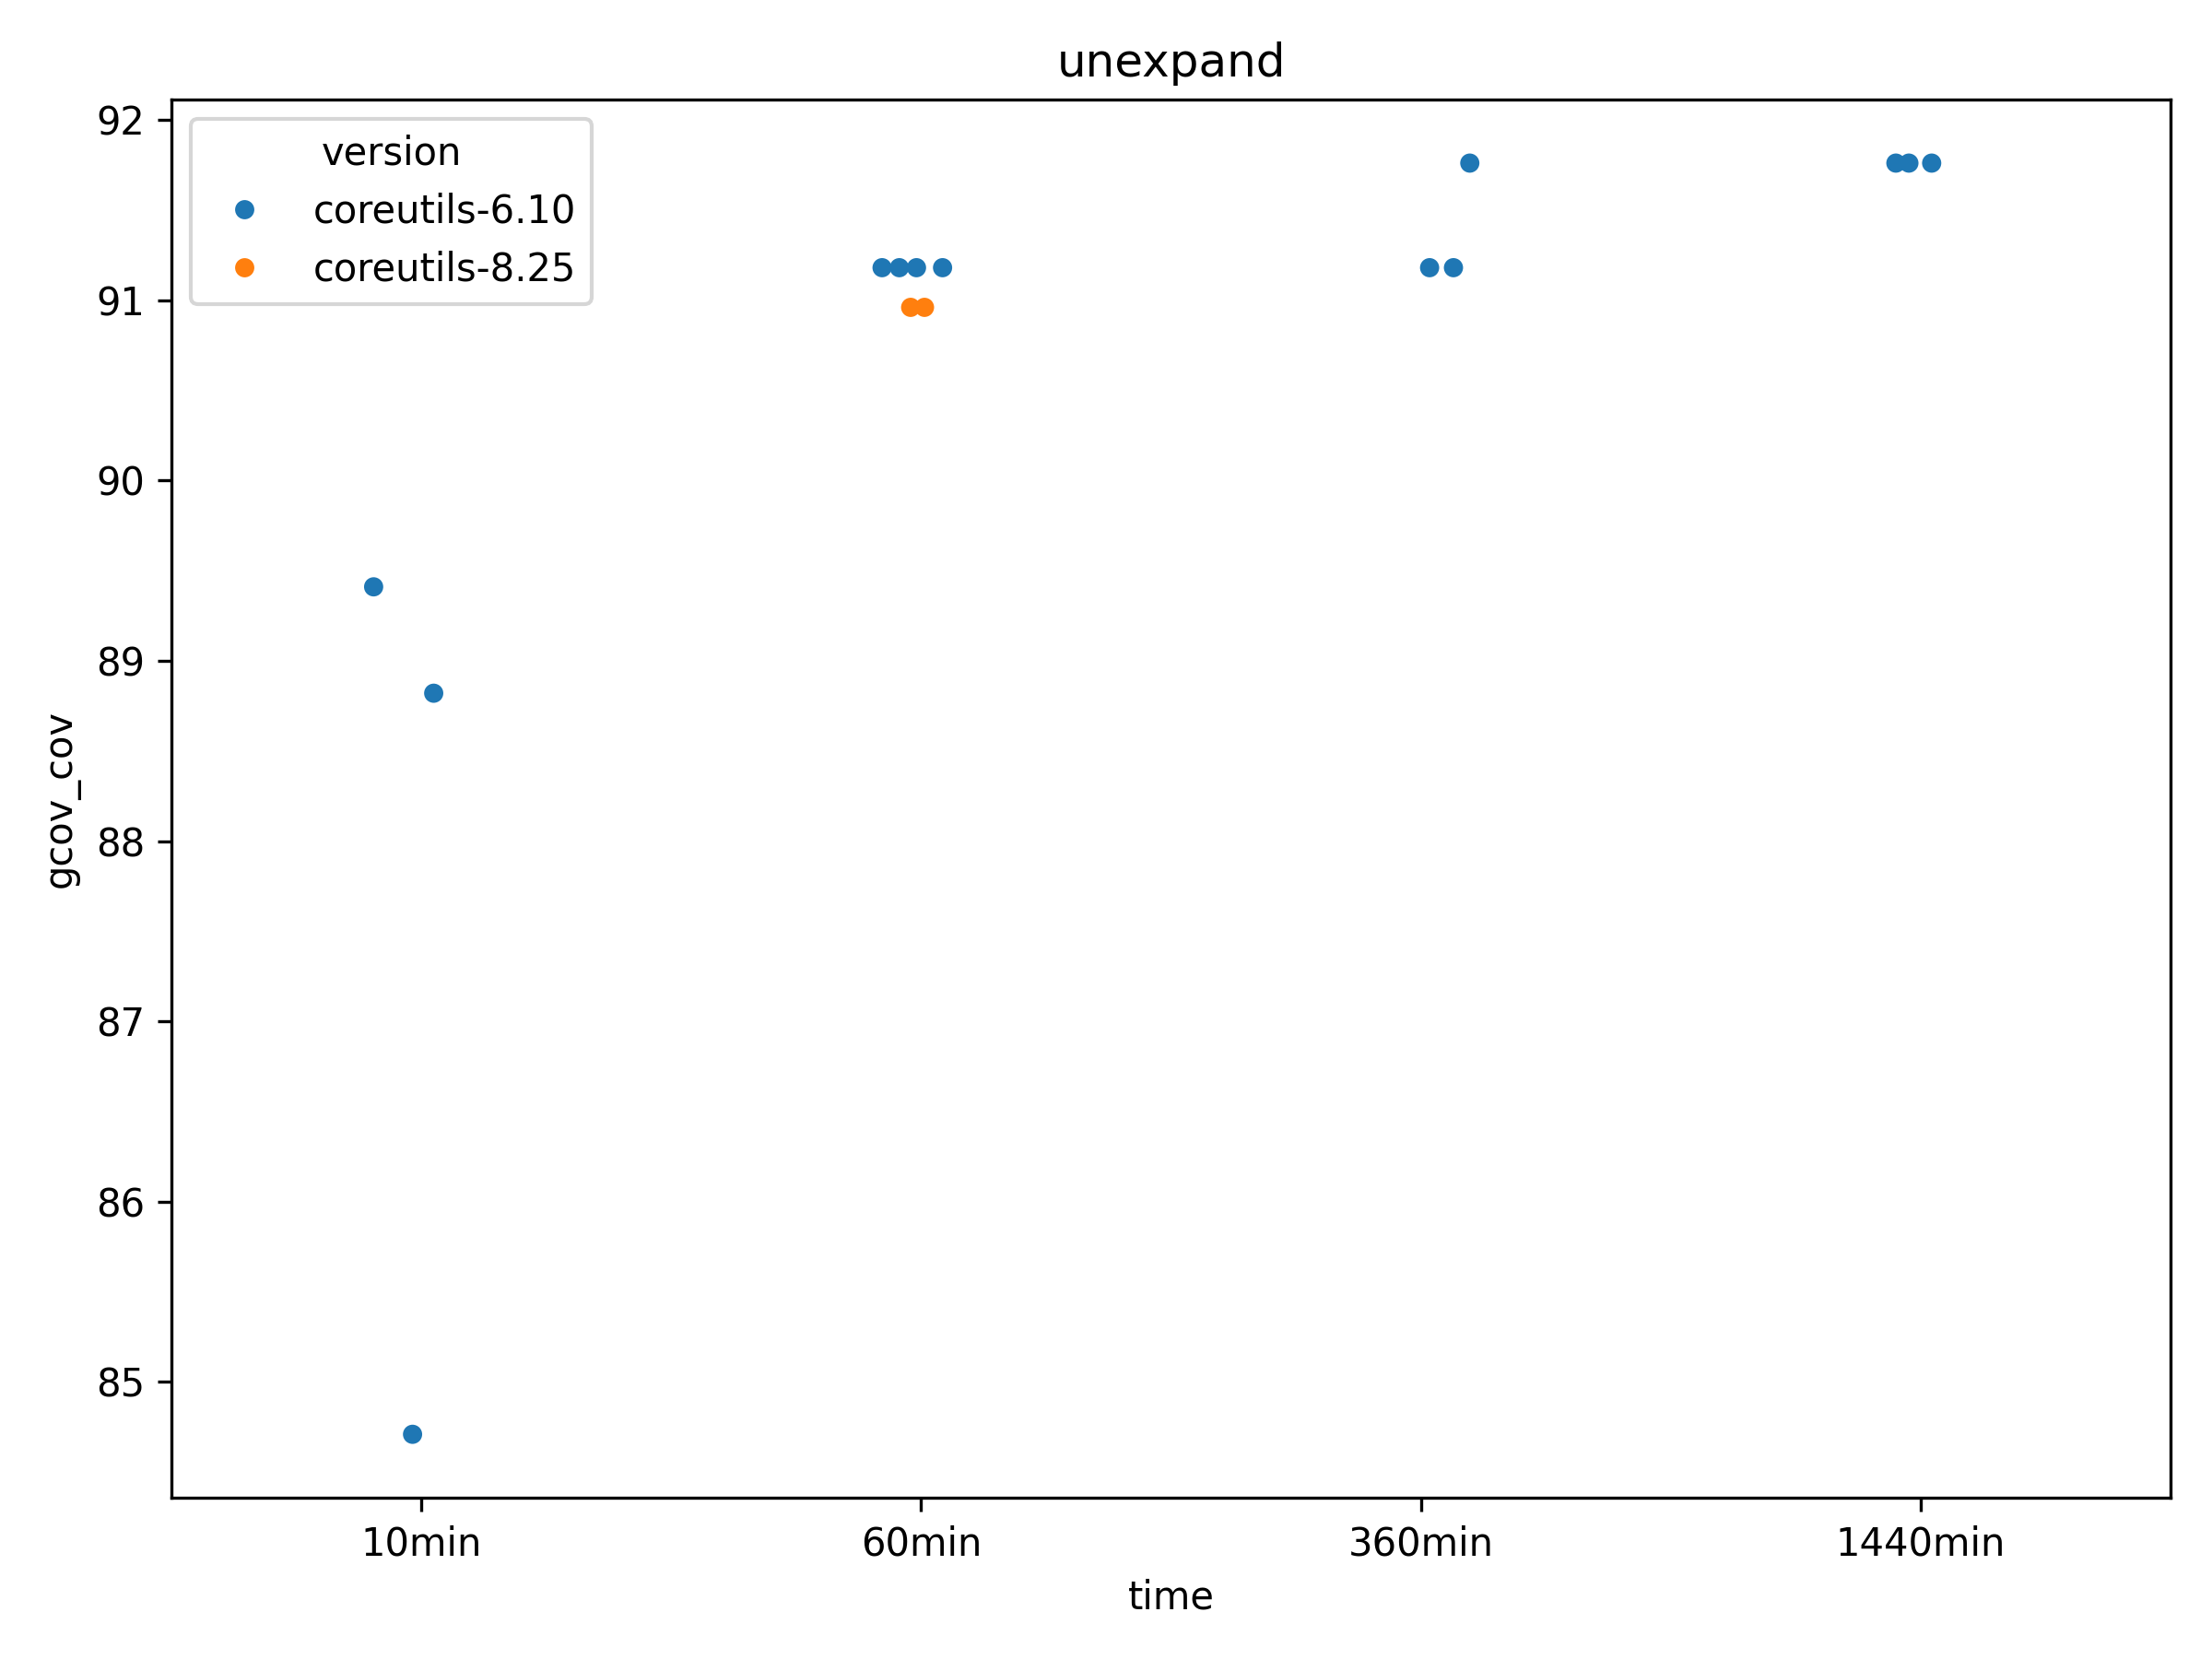 unexpand
version
coreutils-6.10
coreutils-8.25
92
91
90
89
88
87
86
85
gcov_cov
10min
60min
360min
1440min
time